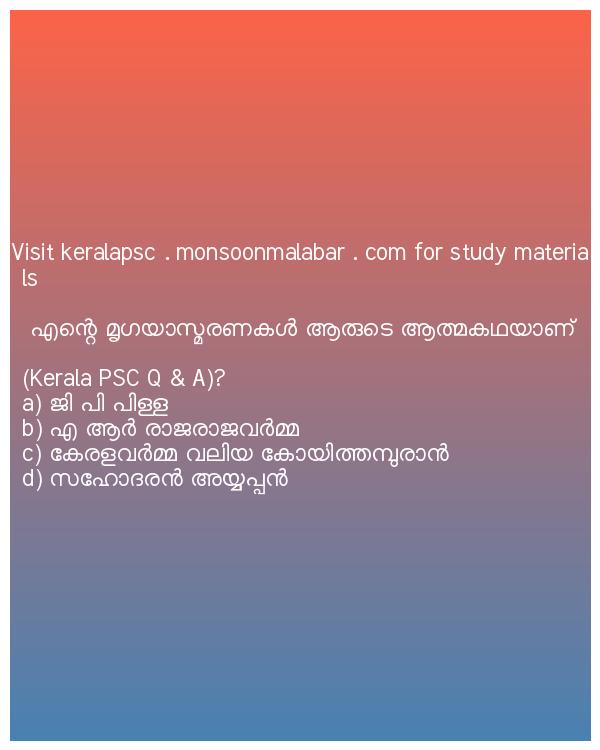 Visit keralapsc . monsoonmalabar . com for study materia
ls
എന്റെ മൃഗയാസ്മരണകൾ ആരുടെ ആത്മകഥയാണ്
(Kerala PSC Q & A)?
a) ജി പി പിള്ള
b) എ ആർ രാജരാജവർമ്മ
c) കേരളവർമ്മ വലിയ കോയിത്തമ്പുരാൻ
d) സഹോദരൻ അയ്യപ്പൻ